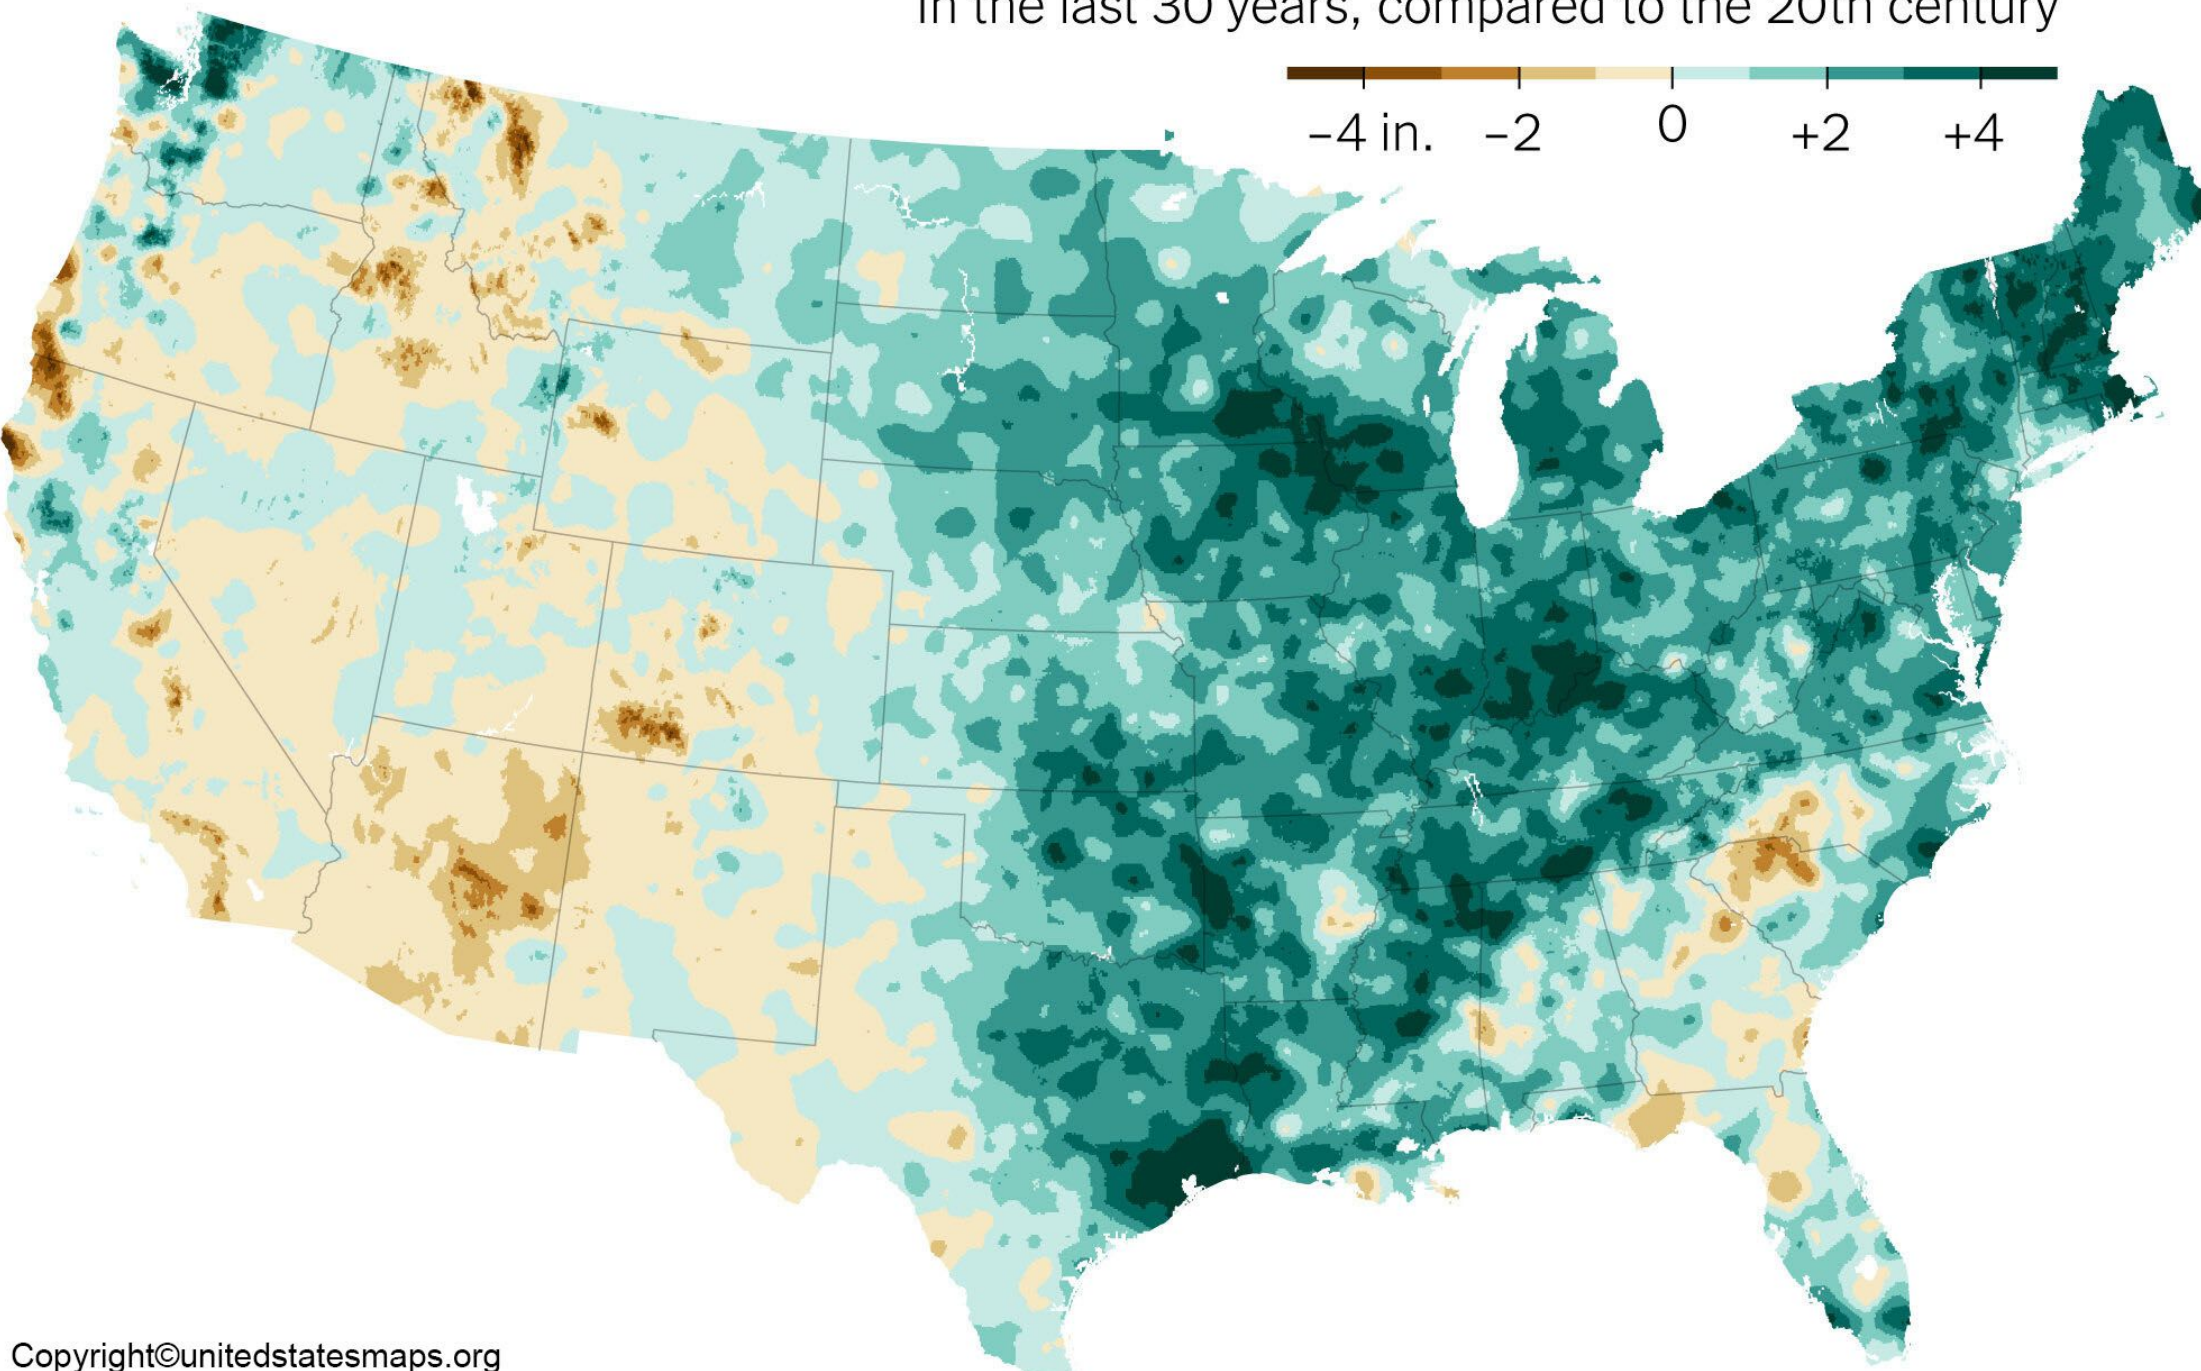 In the last 30 years, compared to the 20th century
−4 in. −2 0 +2 +4
Copyright©unitedstatesmaps.org